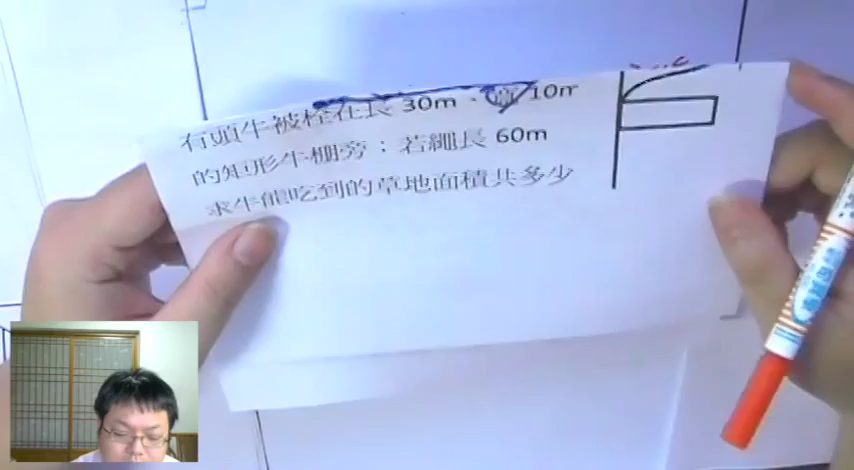 有頭牛被栓在長 30m、寬 10m
的矩形牛棚旁；若繩長 60m
求牛能吃到的草地面積共多少